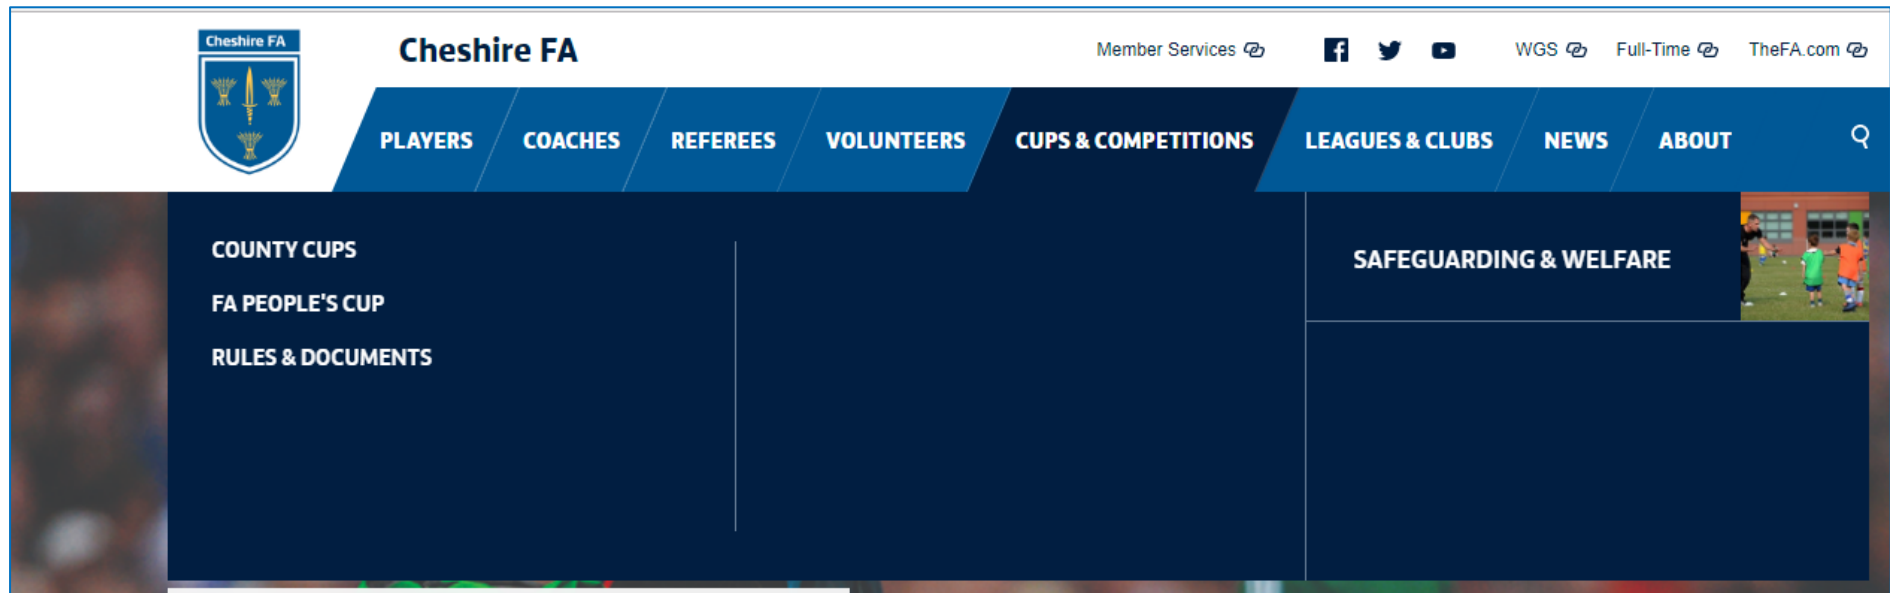 Cheshire FA
Cheshire FA
Member Services
WGS
Full-Time
TheFA.com
PLAYERS
COACHES
REFEREES
VOLUNTEERS
CUPS & COMPETITIONS
LEAGUES & CLUBS
NEWS
ABOUT
COUNTY CUPS
FA PEOPLE'S CUP
RULES & DOCUMENTS
SAFEGUARDING & WELFARE